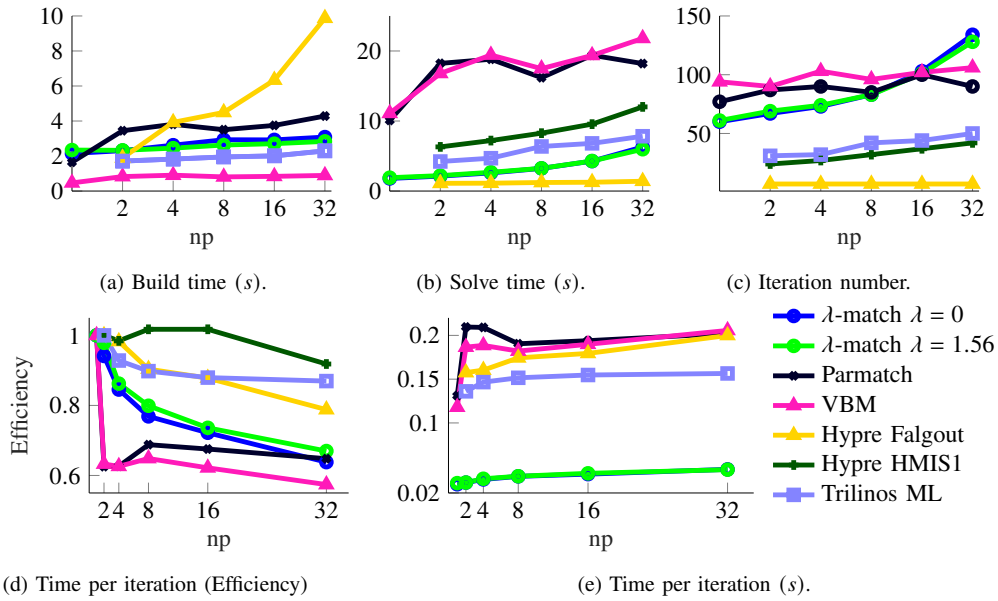 10
8
6
4
2
0
2 4 8 16 32
np
(a) Build time (s).
20
10
0
2 4 8 16 32
np
(b) Solve time (s).
150
100
50
2 4 8 16 32
np
(c) Iteration number.
Efficiency
1
0.8
0.6
2 4 8 16 32
np
(d) Time per iteration (Efficiency)
0.2
0.15
0.1
0.02
2 4 8 16 32
np
(e) Time per iteration (s).
λ-match λ = 0
λ-match λ = 1.56
Parmatch
VBM
Hypre Falgout
Hypre HMIS1
Trilinos ML